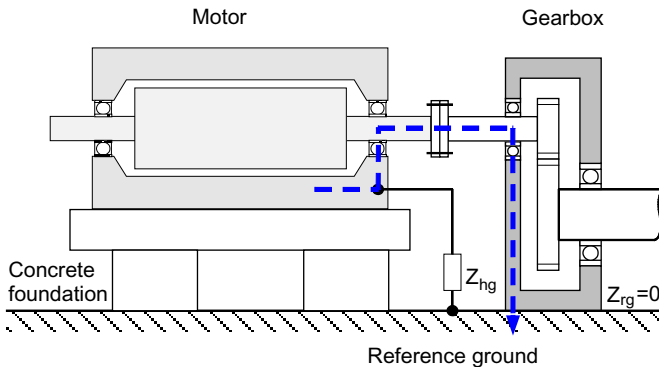 Motor
Gearbox
Concrete
foundation
Zhg
Zrg=0
Reference ground